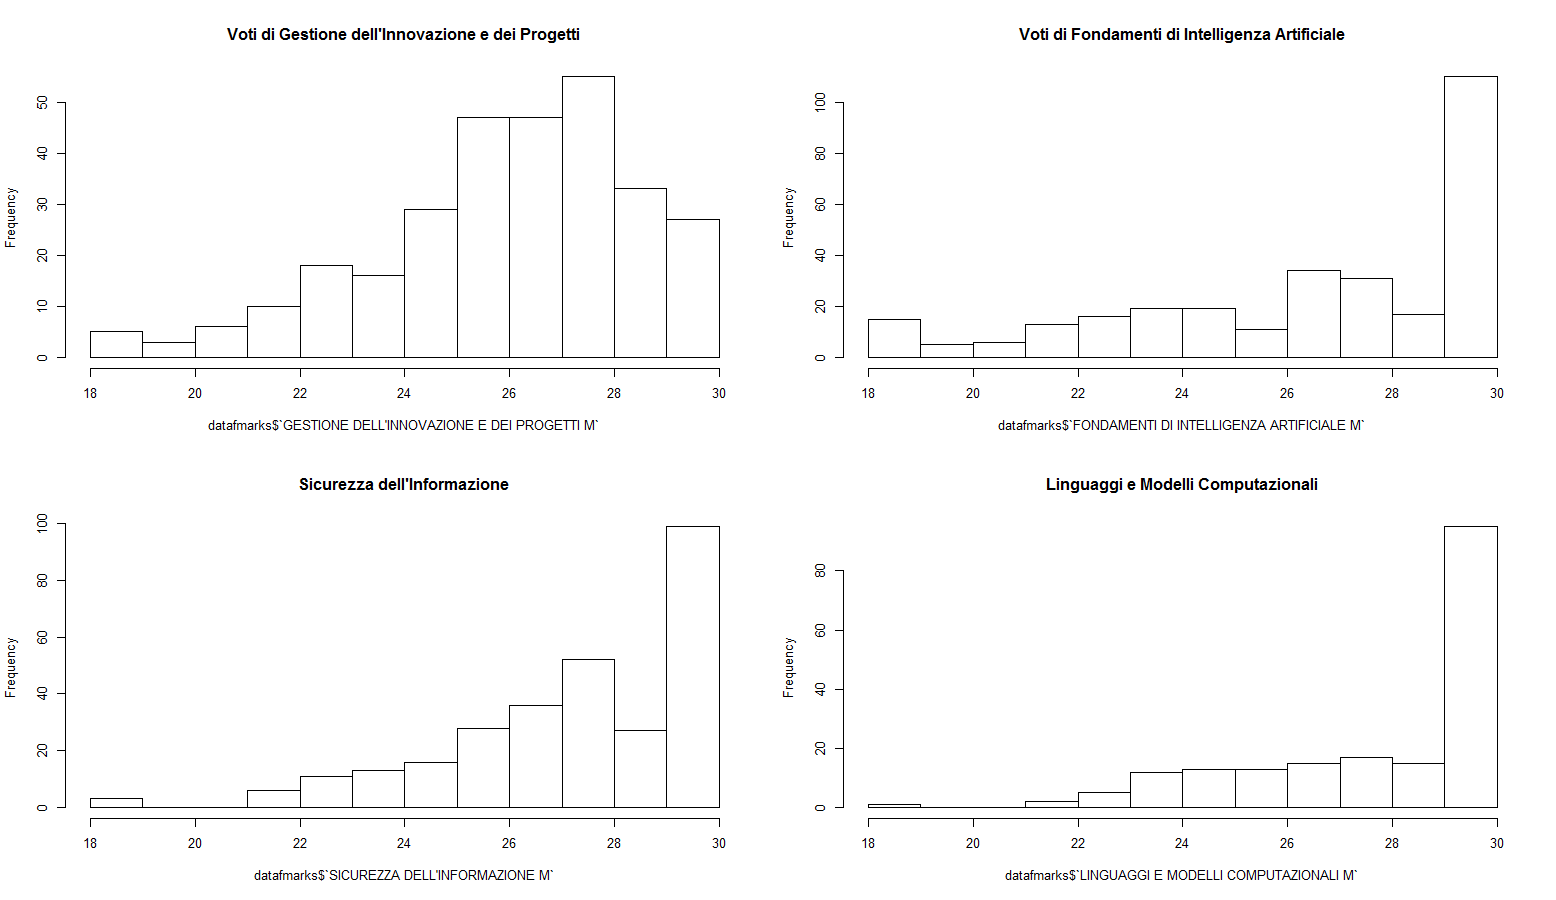 Voti di Gestione dell'Innovazione e dei Progetti
Frequency
50
40
30
20
10
0
18 20 22 24 26 28 30
datafmarks$`GESTIONE DELL'INNOVAZIONE E DEI PROGETTI M`
Voti di Fondamenti di Intelligenza Artificiale
Frequency
100
80
60
40
20
0
18 20 22 24 26 28 30
datafmarks$`FONDAMENTI DI INTELLIGENZA ARTIFICIALE M`
Sicurezza dell'Informazione
Frequency
100
80
60
40
20
0
18 20 22 24 26 28 30
datafmarks$`SICUREZZA DELL'INFORMAZIONE M`
Linguaggi e Modelli Computazionali
Frequency
80
60
40
20
0
18 20 22 24 26 28 30
datafmarks$`LINGUAGGI E MODELLI COMPUTAZIONALI M`